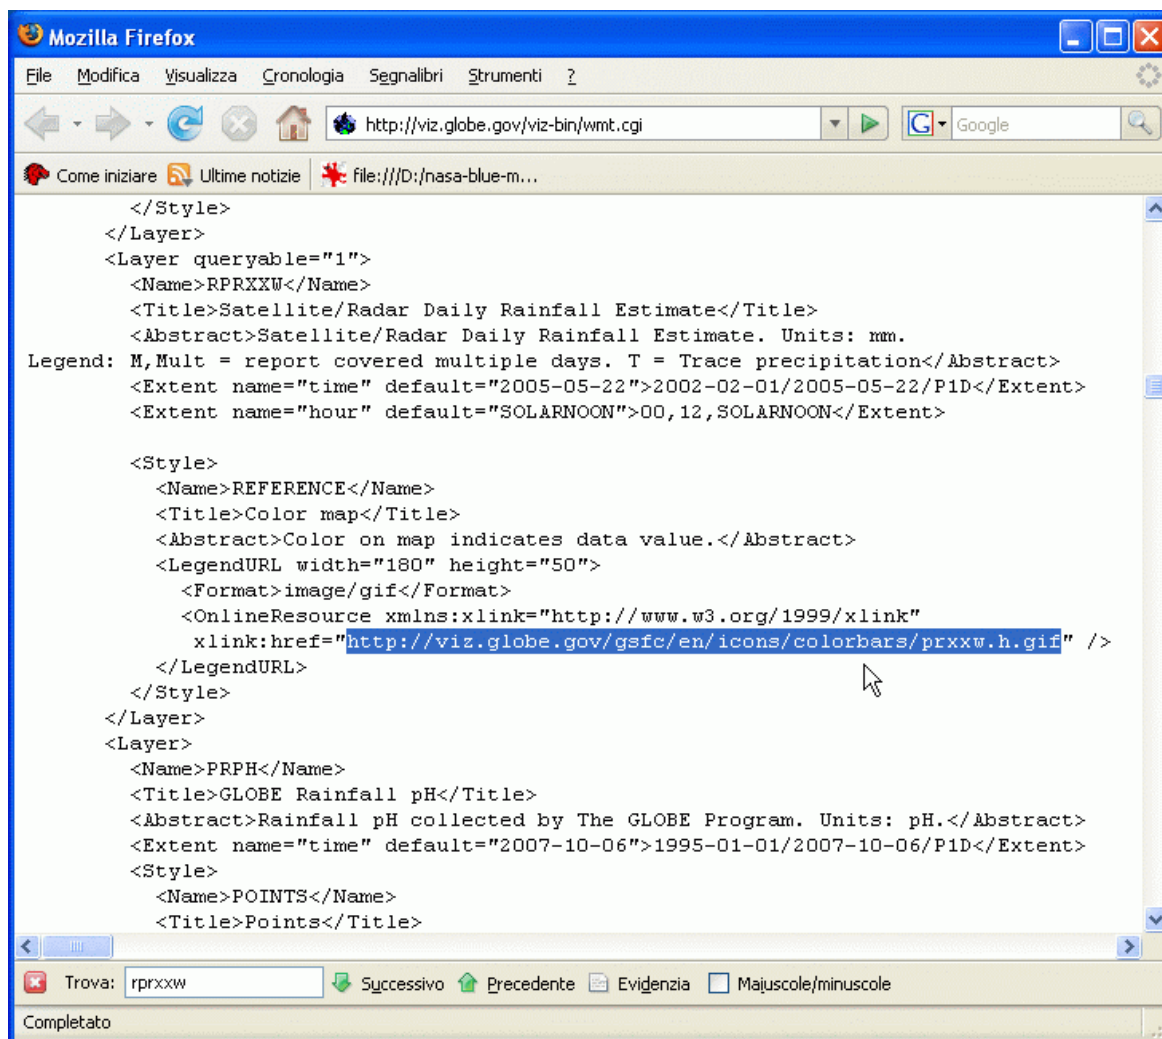 Mozilla Firefox
File Modifica Visualizza Cronologia Segnalibri Strumenti ?
http://viz.globe.gov/viz-bin/wmt.cgi G Google
Come iniziare Ultime notizie file:///D:/nasa-blue-m...
</Style>
</Layer>
<Layer queryable="1">
<Name>RPRXXW</Name>
<Title>Satellite/Radar Daily Rainfall Estimate</Title>
<Abstract>Satellite/Radar Daily Rainfall Estimate. Units: mm.
Legend: M,Mult = report covered multiple days. T = Trace precipitation</Abstract>
<Extent name="time" default="2005-05-22">2002-02-01/2005-05-22/P1D</Extent>
<Extent name="hour" default="SOLARNOON">00,12,SOLARNOON</Extent>
<Style>
<Name>REFERENCE</Name>
<Title>Color map</Title>
<Abstract>Color on map indicates data value.</Abstract>
<LegendURL width="180" height="50">
<Format>image/gif</Format>
<OnlineResource xmlns:xlink="http://www.w3.org/1999/xlink"
xlink:href="http://viz.globe.gov/gsfc/en/icons/colorbars/prxxw.h.gif" />
</LegendURL>
</Style>
</Layer>
<Layer>
<Name>PRPH</Name>
<Title>GLOBE Rainfall pH</Title>
<Abstract>Rainfall pH collected by The GLOBE Program. Units: pH.</Abstract>
<Extent name="time" default="2007-10-06">1995-01-01/2007-10-06/P1D</Extent>
<Style>
<Name>POINTS</Name>
<Title>Points</Title>
Trova: rprxxw Successivo Precedente Evidenzia Maiuscole/minuscole
Completato